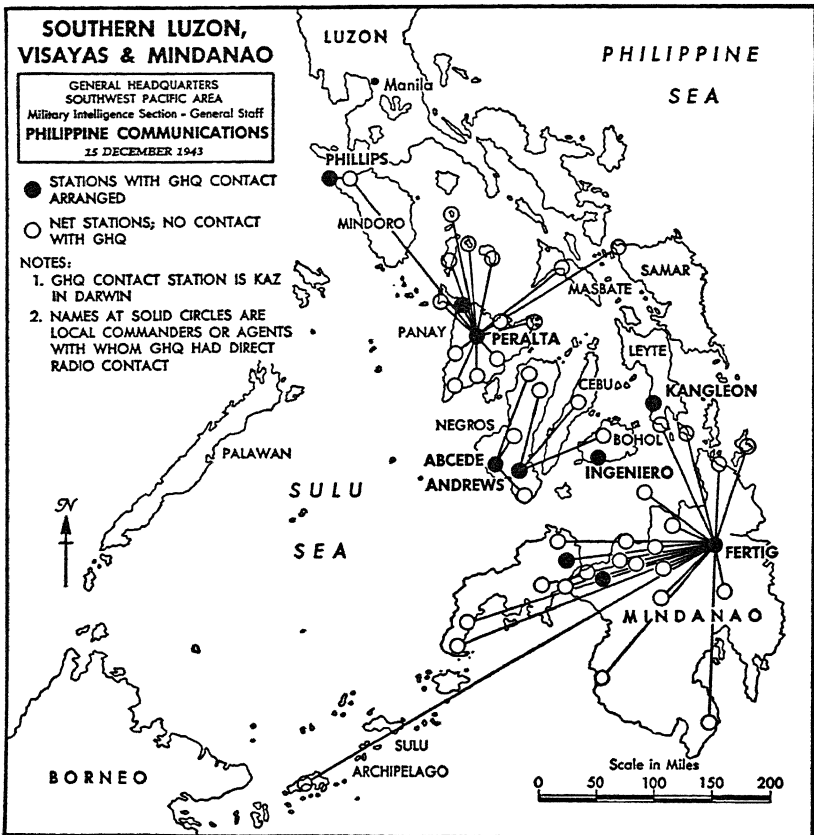 SOUTHERN LUZON,
VISAYAS & MINDANAO
GENERAL HEADQUARTERS
SOUTHWEST PACIFIC AREA
Military Intelligence Section - General Staff
PHILIPPINE COMMUNICATIONS
15 DECEMBER 1943
STATIONS WITH GHQ CONTACT
ARRANGED
NET STATIONS; NO CONTACT
WITH GHQ
NOTES:
1. GHQ CONTACT STATION IS KAZ
IN DARWIN
2. NAMES AT SOLID CIRCLES ARE
LOCAL COMMANDERS OR AGENTS
WITH WHOM GHQ HAD DIRECT
RADIO CONTACT
LUZON
Manila
PHILIPPINE
SEA
PHILLIPS
MINDORO
SAMAR
MASBATE
PANAY
PERALTA
LEYTE
CEBU
KANGLEON
NEGROS
BOHOL
PALAWAN
ABCEDE
INGENIERO
ANDREWS
SULU
SEA
N
FERTIG
MINDANAO
SULU
ARCHIPELAGO
BORNEO
Scale in Miles
0 50 100 150 200